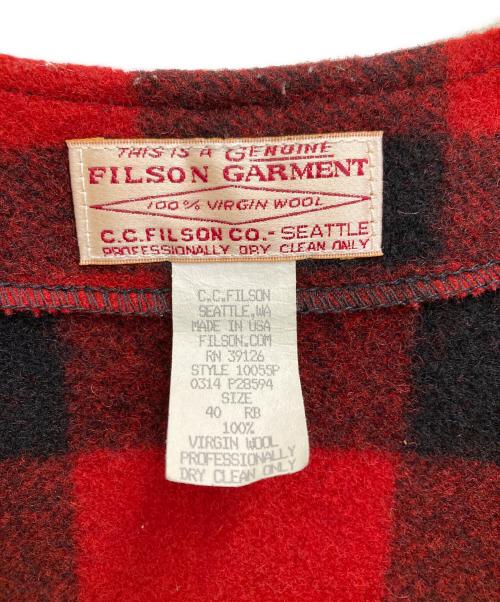 THIS IS A GENUINE
FILSON GARMENT
100% VIRGIN WOOL
C.C.FILSON CO.- SEATTLE
PROFESSIONALLY DRY CLEAN ONLY
C.C.FILSON
SEATTLE,WA
MADE IN USA
FILSON.COM
RN 39126
STYLE 10055P
0314 P28594
SIZE
40 RB
100%
VIRGIN WOOL
PROFESSIONALLY
DRY CLEAN ONLY